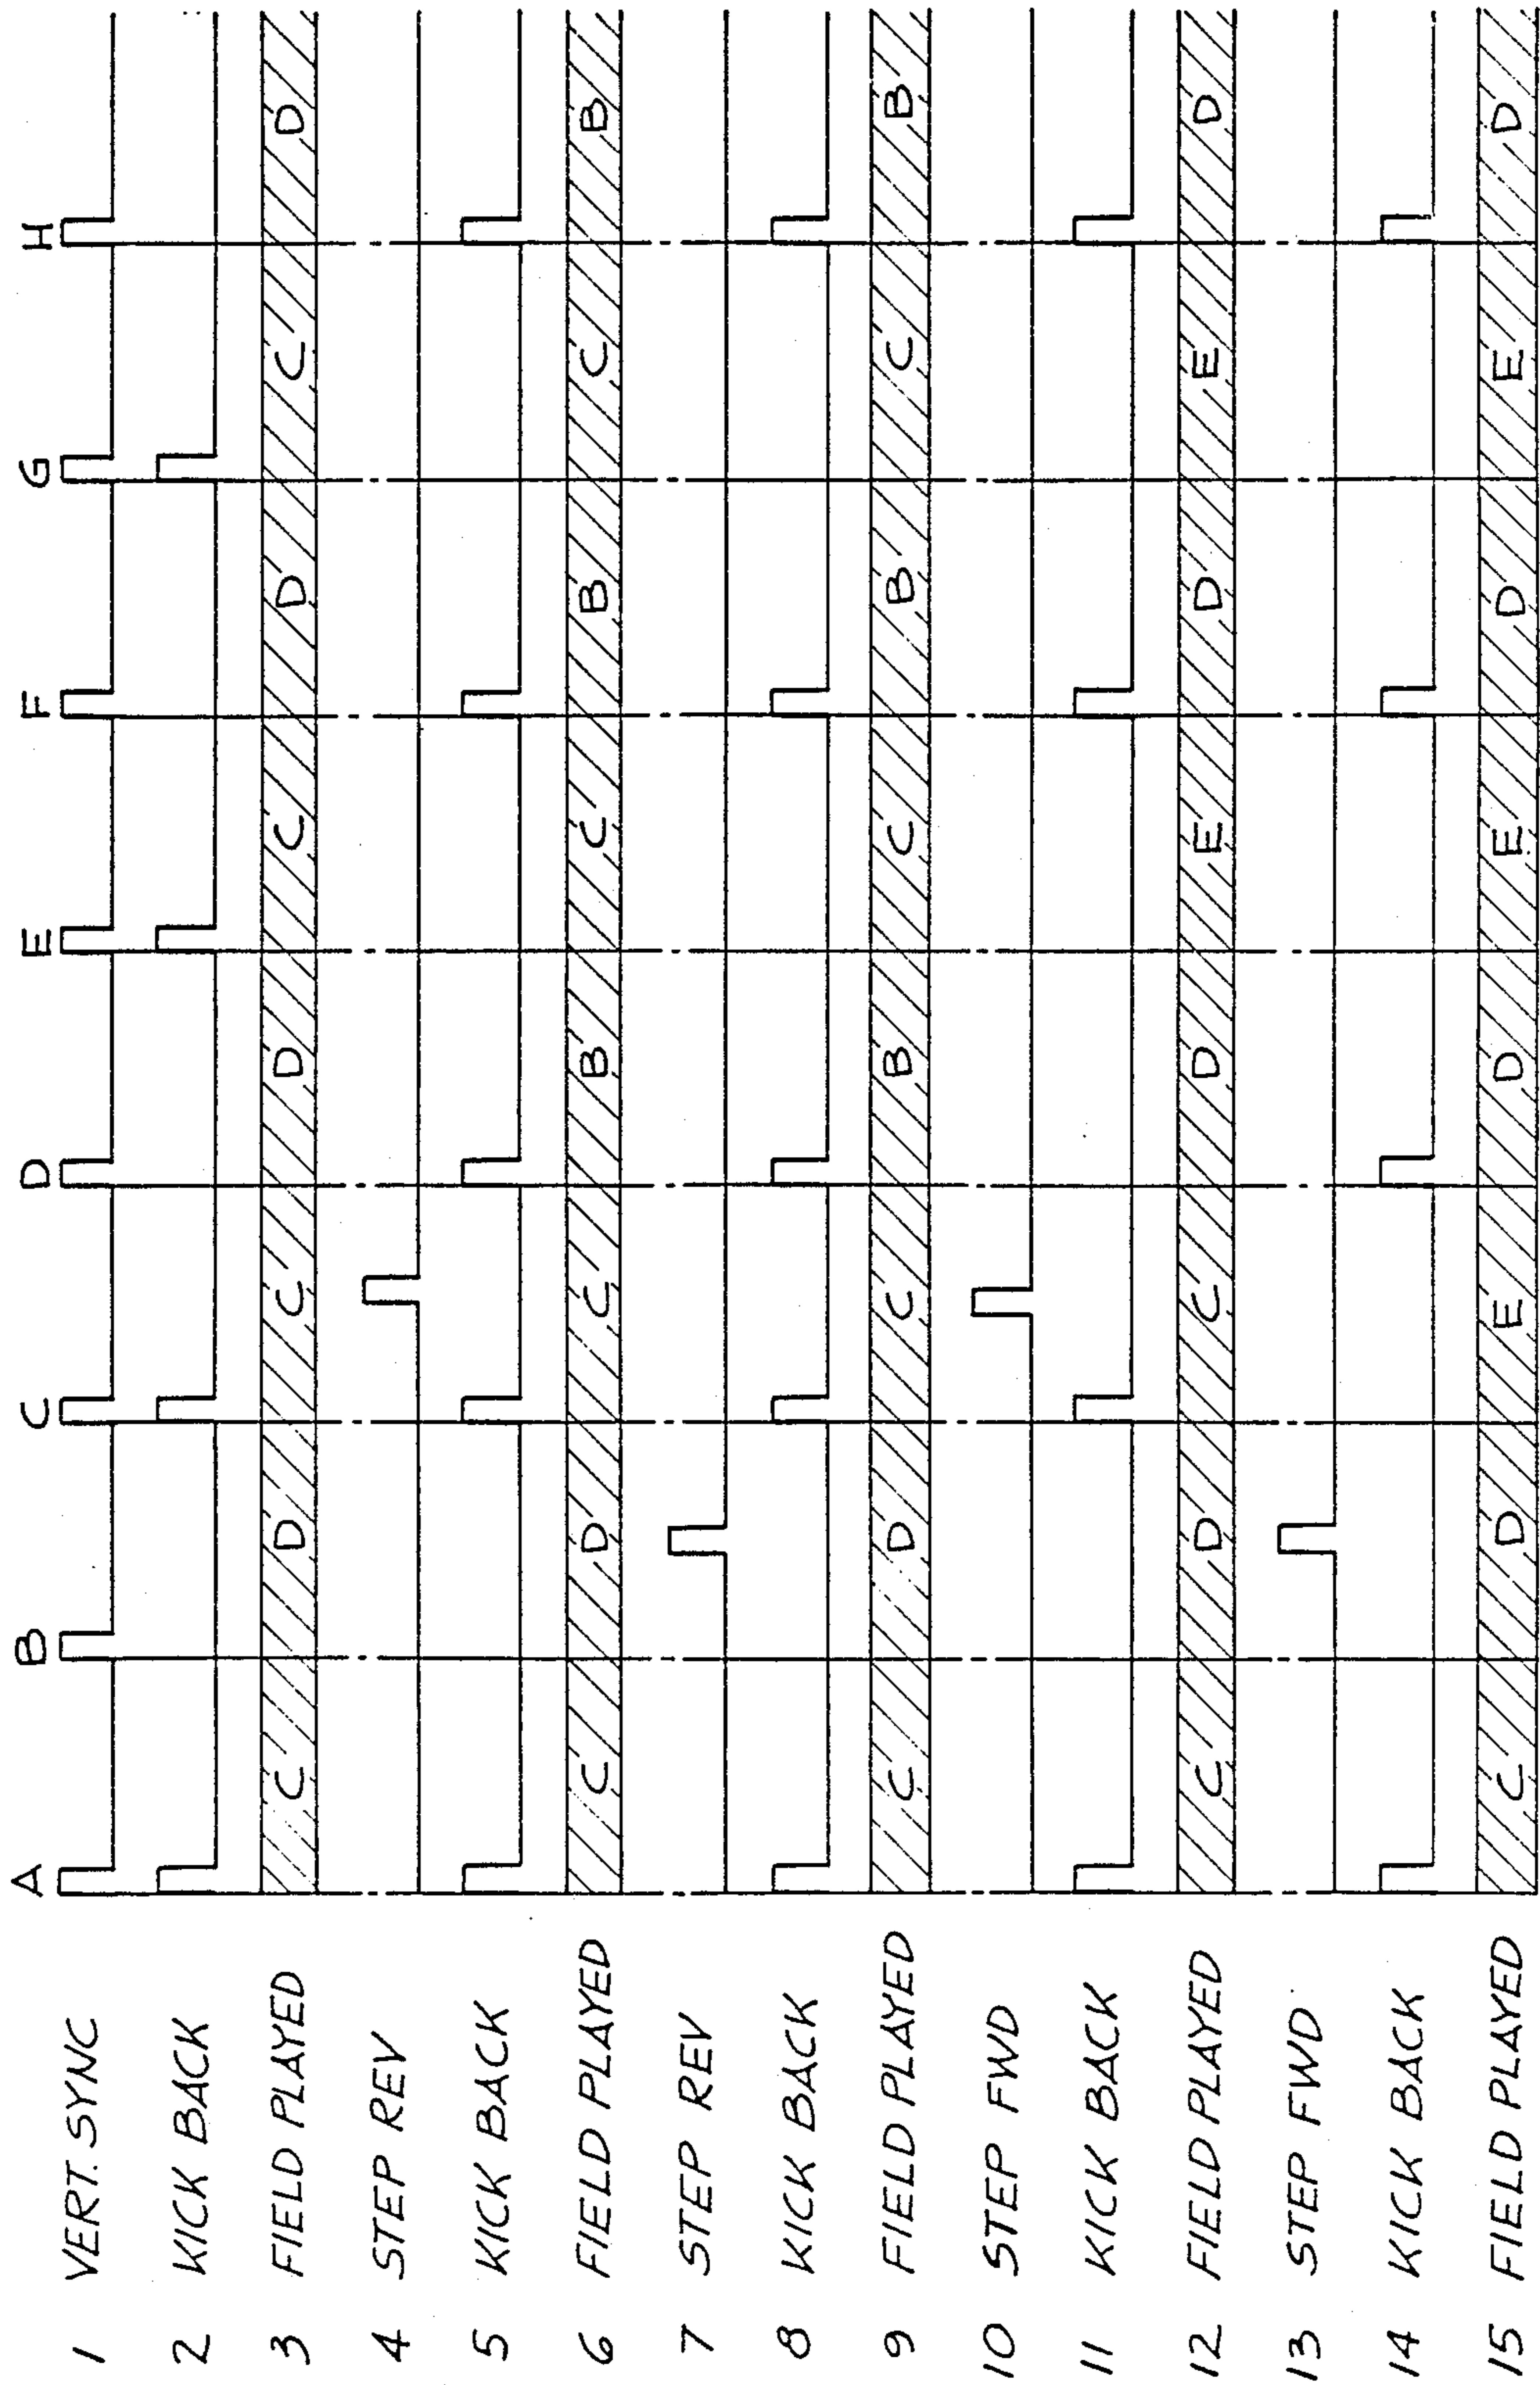 A B C D E F G H
1 VERT. SYNC
2 KICK BACK
3 FIELD PLAYED C D C D C D C D
4 STEP REV
5 KICK BACK
6 FIELD PLAYED C D C B C B C B
7 STEP REV
8 KICK BACK
9 FIELD PLAYED C D C B C B C B
10 STEP FWD
11 KICK BACK
12 FIELD PLAYED C D C D E D E D
13 STEP FWD
14 KICK BACK
15 FIELD PLAYED C D E D E D E D